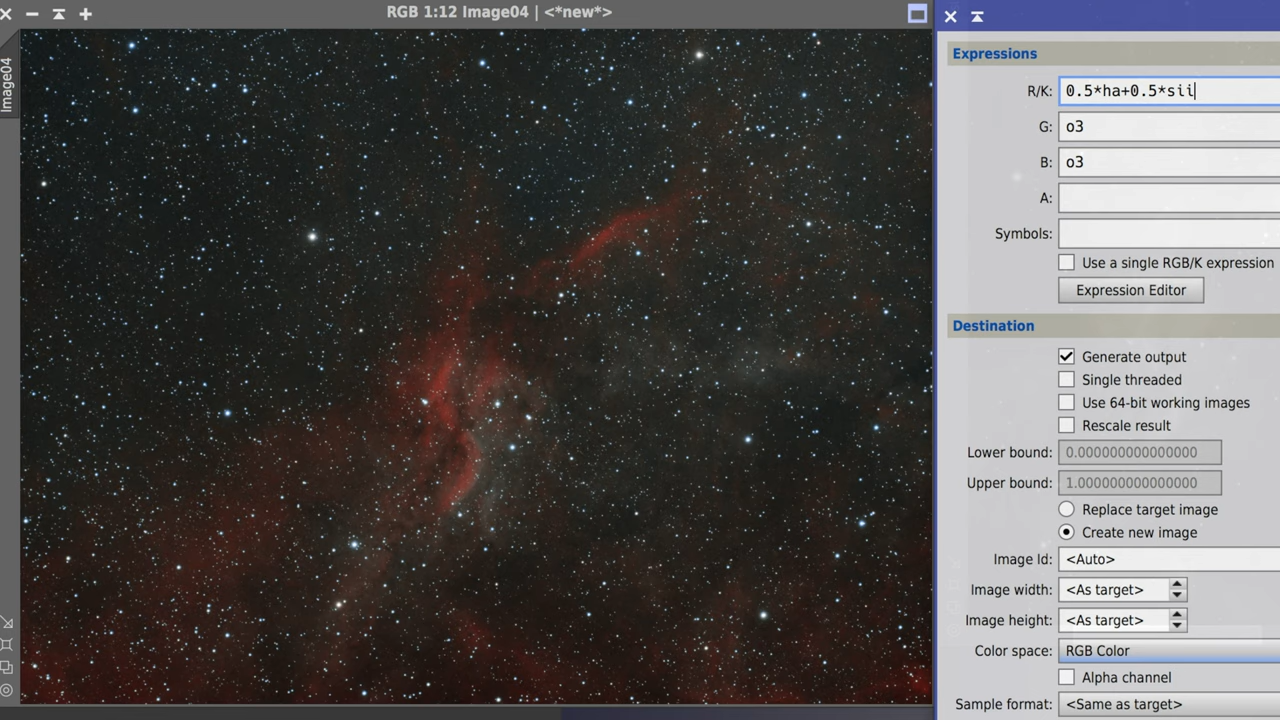 RGB 1:12 Image04 | <*new*>
Image04
Expressions
R/K: 0.5*ha+0.5*sii
G: o3
B: o3
A:
Symbols:
Use a single RGB/K expression
Expression Editor
Destination
Generate output
Single threaded
Use 64-bit working images
Rescale result
Lower bound: 0.000000000000000
Upper bound: 1.000000000000000
Replace target image
Create new image
Image Id: <Auto>
Image width: <As target>
Image height: <As target>
Color space: RGB Color
Alpha channel
Sample format: <Same as target>